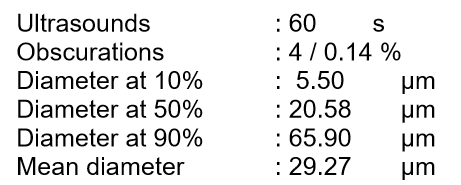 Ultrasounds : 60 s
Obscurations : 4 / 0.14 %
Diameter at 10% : 5.50 µm
Diameter at 50% : 20.58 µm
Diameter at 90% : 65.90 µm
Mean diameter : 29.27 µm